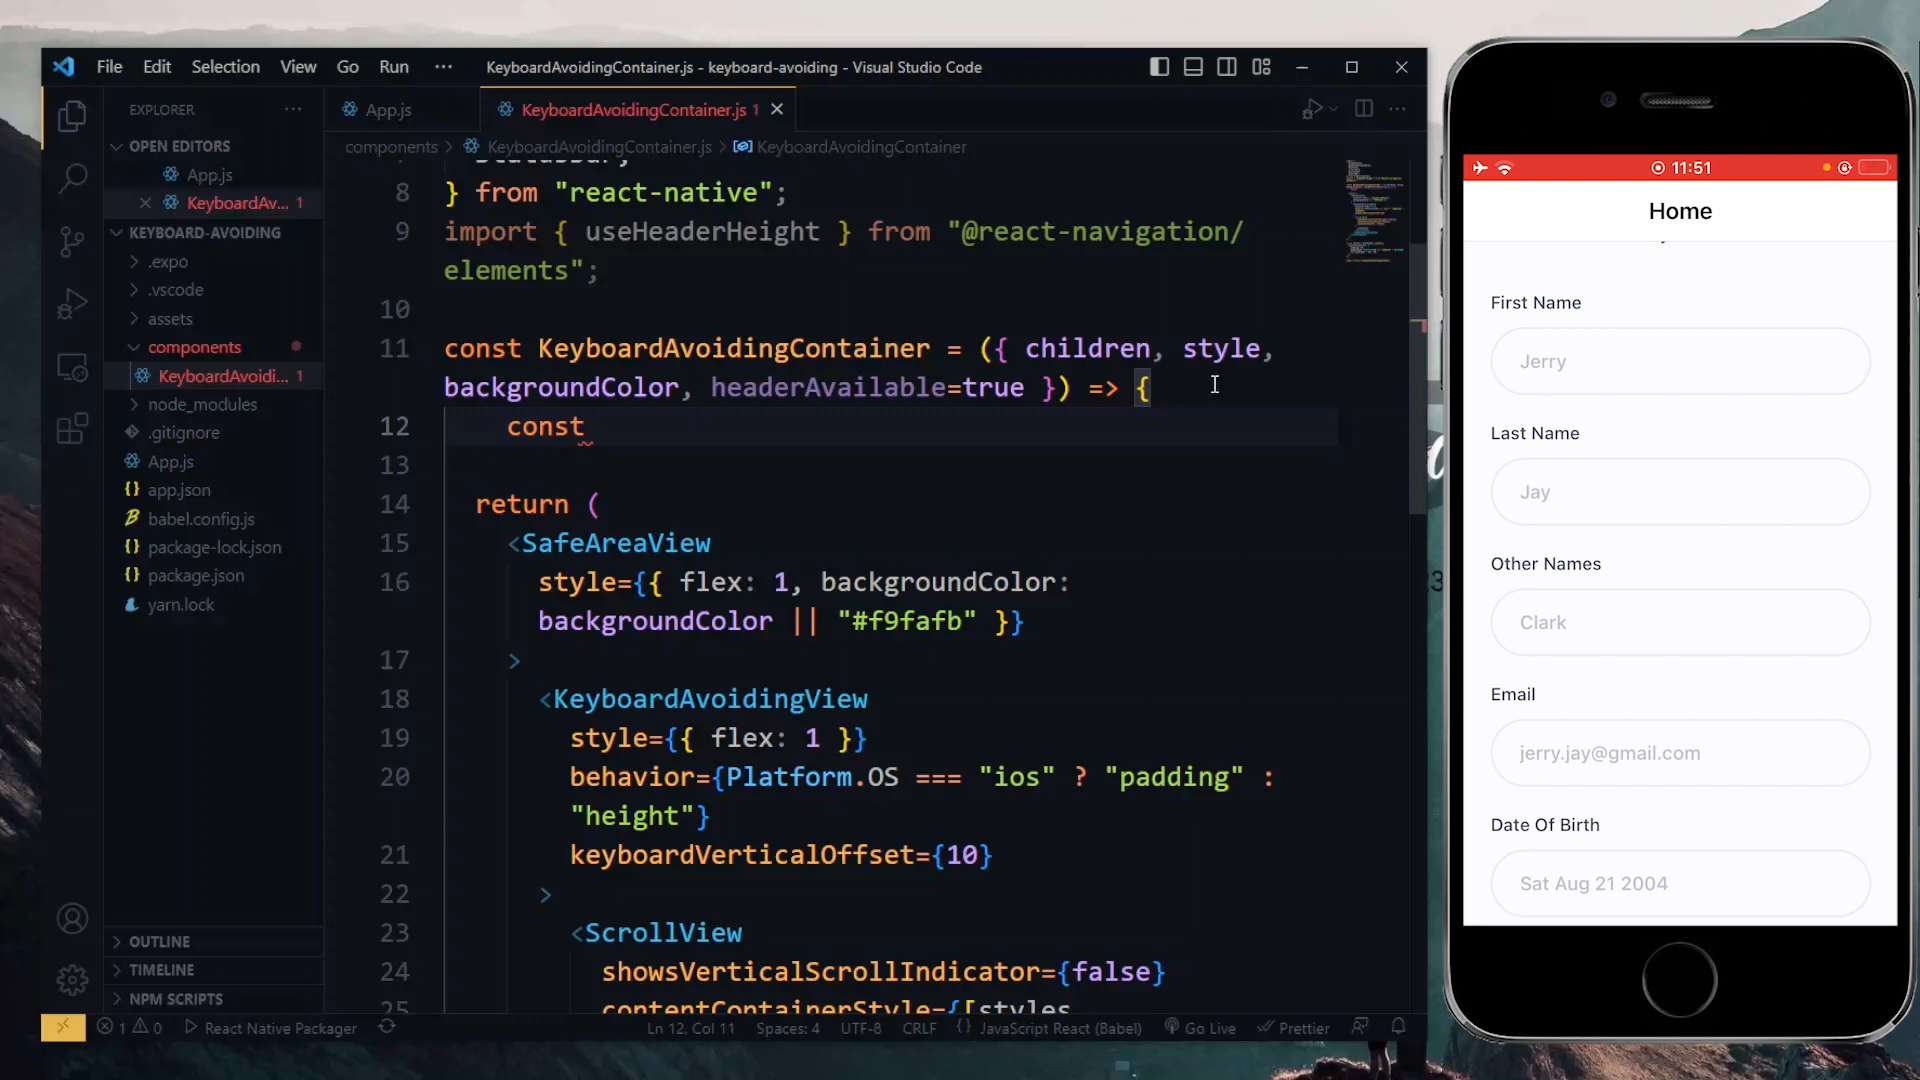 File Edit Selection View Go Run ··· KeyboardAvoidingContainer.js - keyboard-avoiding - Visual Studio Code
EXPLORER ···
OPEN EDITORS
App.js
KeyboardAv... 1
KEYBOARD-AVOIDING
.expo
.vscode
assets
components
KeyboardAvoidi... 1
node_modules
.gitignore
App.js
app.json
babel.config.js
package-lock.json
package.json
yarn.lock
OUTLINE
TIMELINE
NPM SCRIPTS
App.js KeyboardAvoidingContainer.js 1
components > KeyboardAvoidingContainer.js > KeyboardAvoidingContainer
StatusBar,
8 } from "react-native";
9 import { useHeaderHeight } from "@react-navigation/
elements";
10
11 const KeyboardAvoidingContainer = ({ children, style,
backgroundColor, headerAvailable=true }) => {
12 const
13
14 return (
15 <SafeAreaView
16 style={{ flex: 1, backgroundColor:
backgroundColor || "#f9fafb" }}
17 >
18 <KeyboardAvoidingView
19 style={{ flex: 1 }}
20 behavior={Platform.OS === "ios" ? "padding" :
"height"}
21 keyboardVerticalOffset={10}
22 >
23 <ScrollView
24 showsVerticalScrollIndicator={false}
25 contentContainerStyle={[styles
1 0 React Native Packager Ln 12, Col 11 Spaces: 4 UTF-8 CRLF {} JavaScript React (Babel) Go Live Prettier
11:51
Home
First Name
Jerry
Last Name
Jay
Other Names
Clark
Email
jerry.jay@gmail.com
Date Of Birth
Sat Aug 21 2004